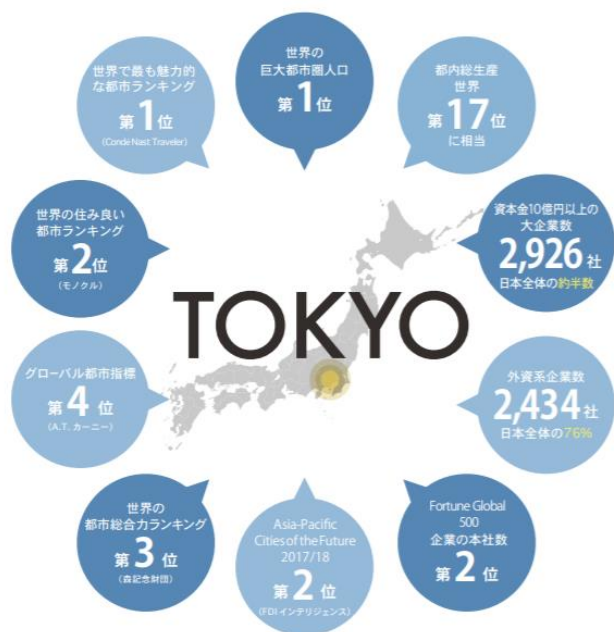 世界の
巨大都市圏人口
第1位
都内総生産
世界
第17位
に相当
資本金10億円以上の
大企業数
2,926 社
日本全体の約半数
外資系企業数
2,434 社
日本全体の76%
Fortune Global
500
企業の本社数
第2位
Asia-Pacific
Cities of the Future
2017/18
第2位
(FDI インテリジェンス)
世界の
都市総合力ランキング
第3位
(森記念財団)
グローバル都市指標
第4位
(A.T. カーニー)
世界の住み良い
都市ランキング
第2位
(モノクル)
世界で最も魅力的
な都市ランキング
第1位
(Conde Nast Traveler)
TOKYO